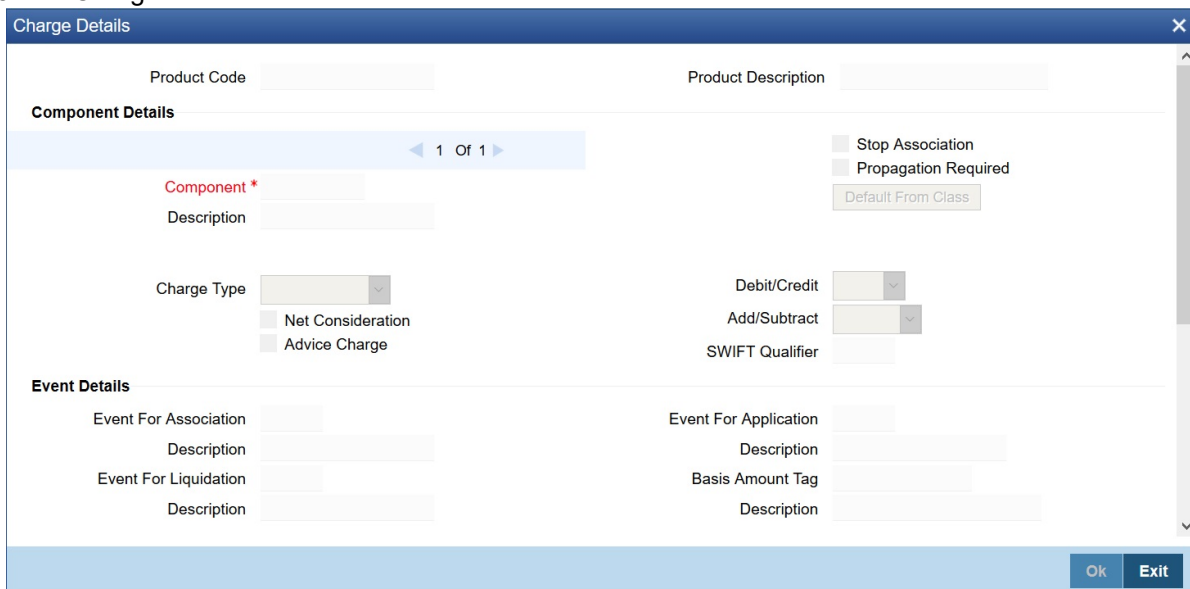 Charge Details
Product Code Product Description
Component Details
1 Of 1
Stop Association
Propagation Required
Component *
Default From Class
Description
Charge Type Debit/Credit
Net Consideration Add/Subtract
Advice Charge SWIFT Qualifier
Event Details
Event For Association Event For Application
Description Description
Event For Liquidation Basis Amount Tag
Description Description
Ok Exit